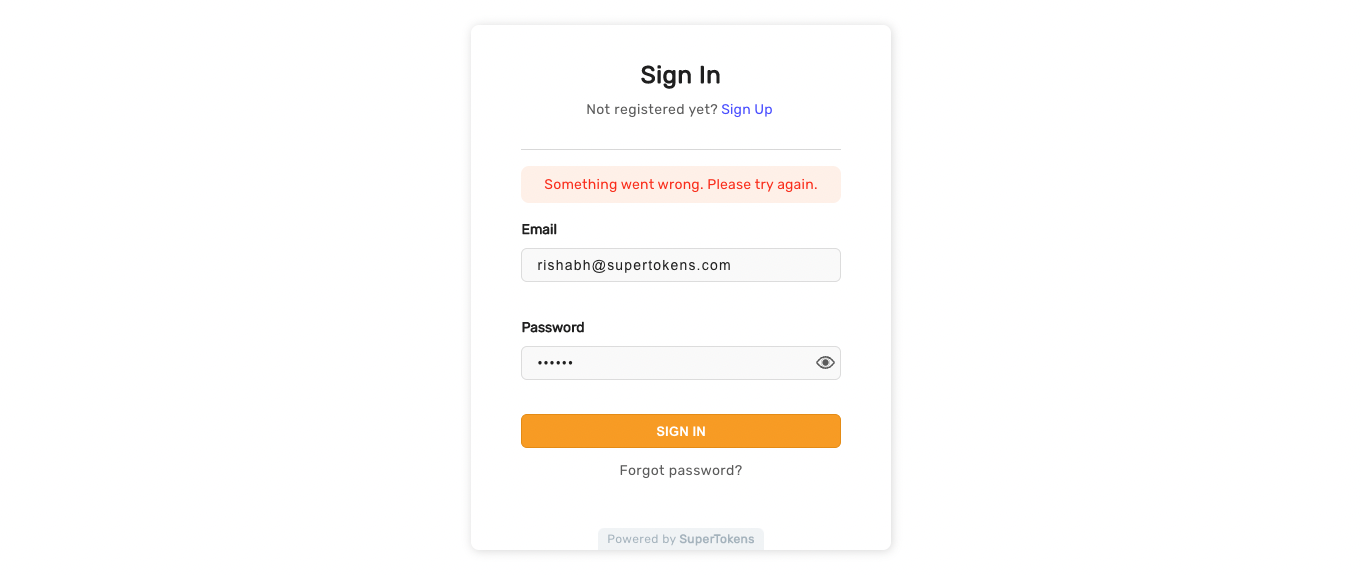 Sign In
Not registered yet? Sign Up
Something went wrong. Please try again.
Email
rishabh@supertokens.com
Password
••••••
SIGN IN
Forgot password?
Powered by SuperTokens